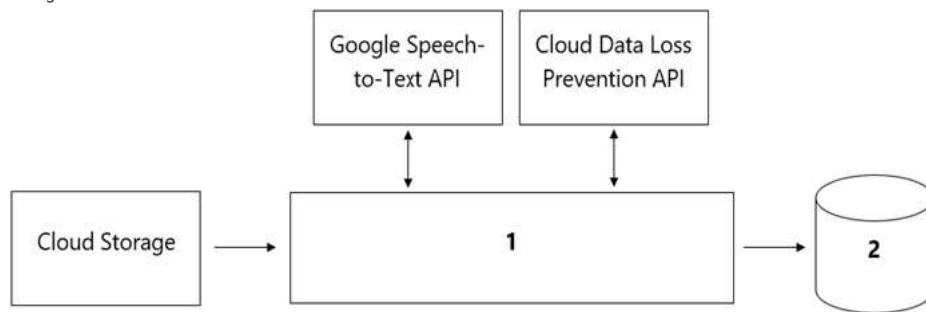 Google Speech-
to-Text API
Cloud Data Loss
Prevention API
Cloud Storage
1
2